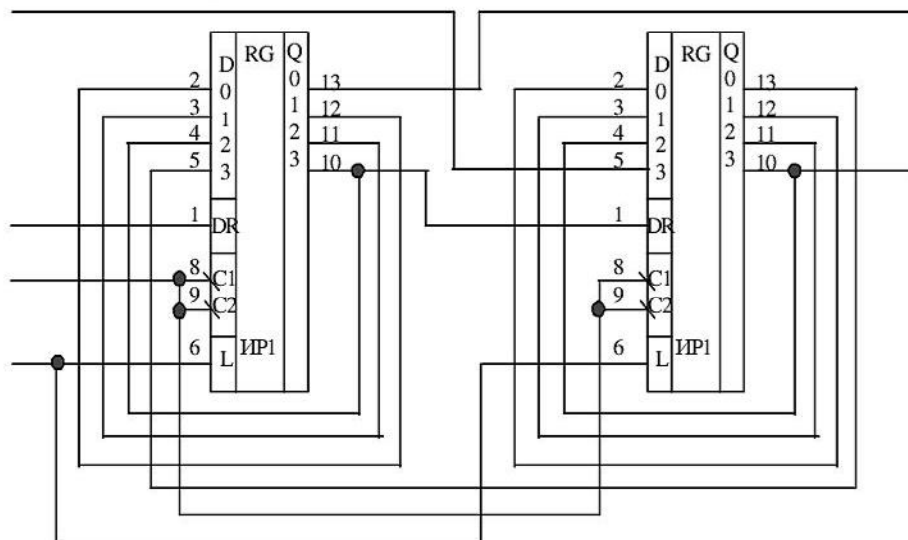 D RG Q D RG Q
2 0 0 13 2 0 0 13
3 1 1 12 3 1 1 12
4 2 2 11 4 2 2 11
5 3 3 10 5 3 3 10
1 DR 1 DR
8 C1 8 C1
9 C2 9 C2
6 L ИР1 6 L ИР1